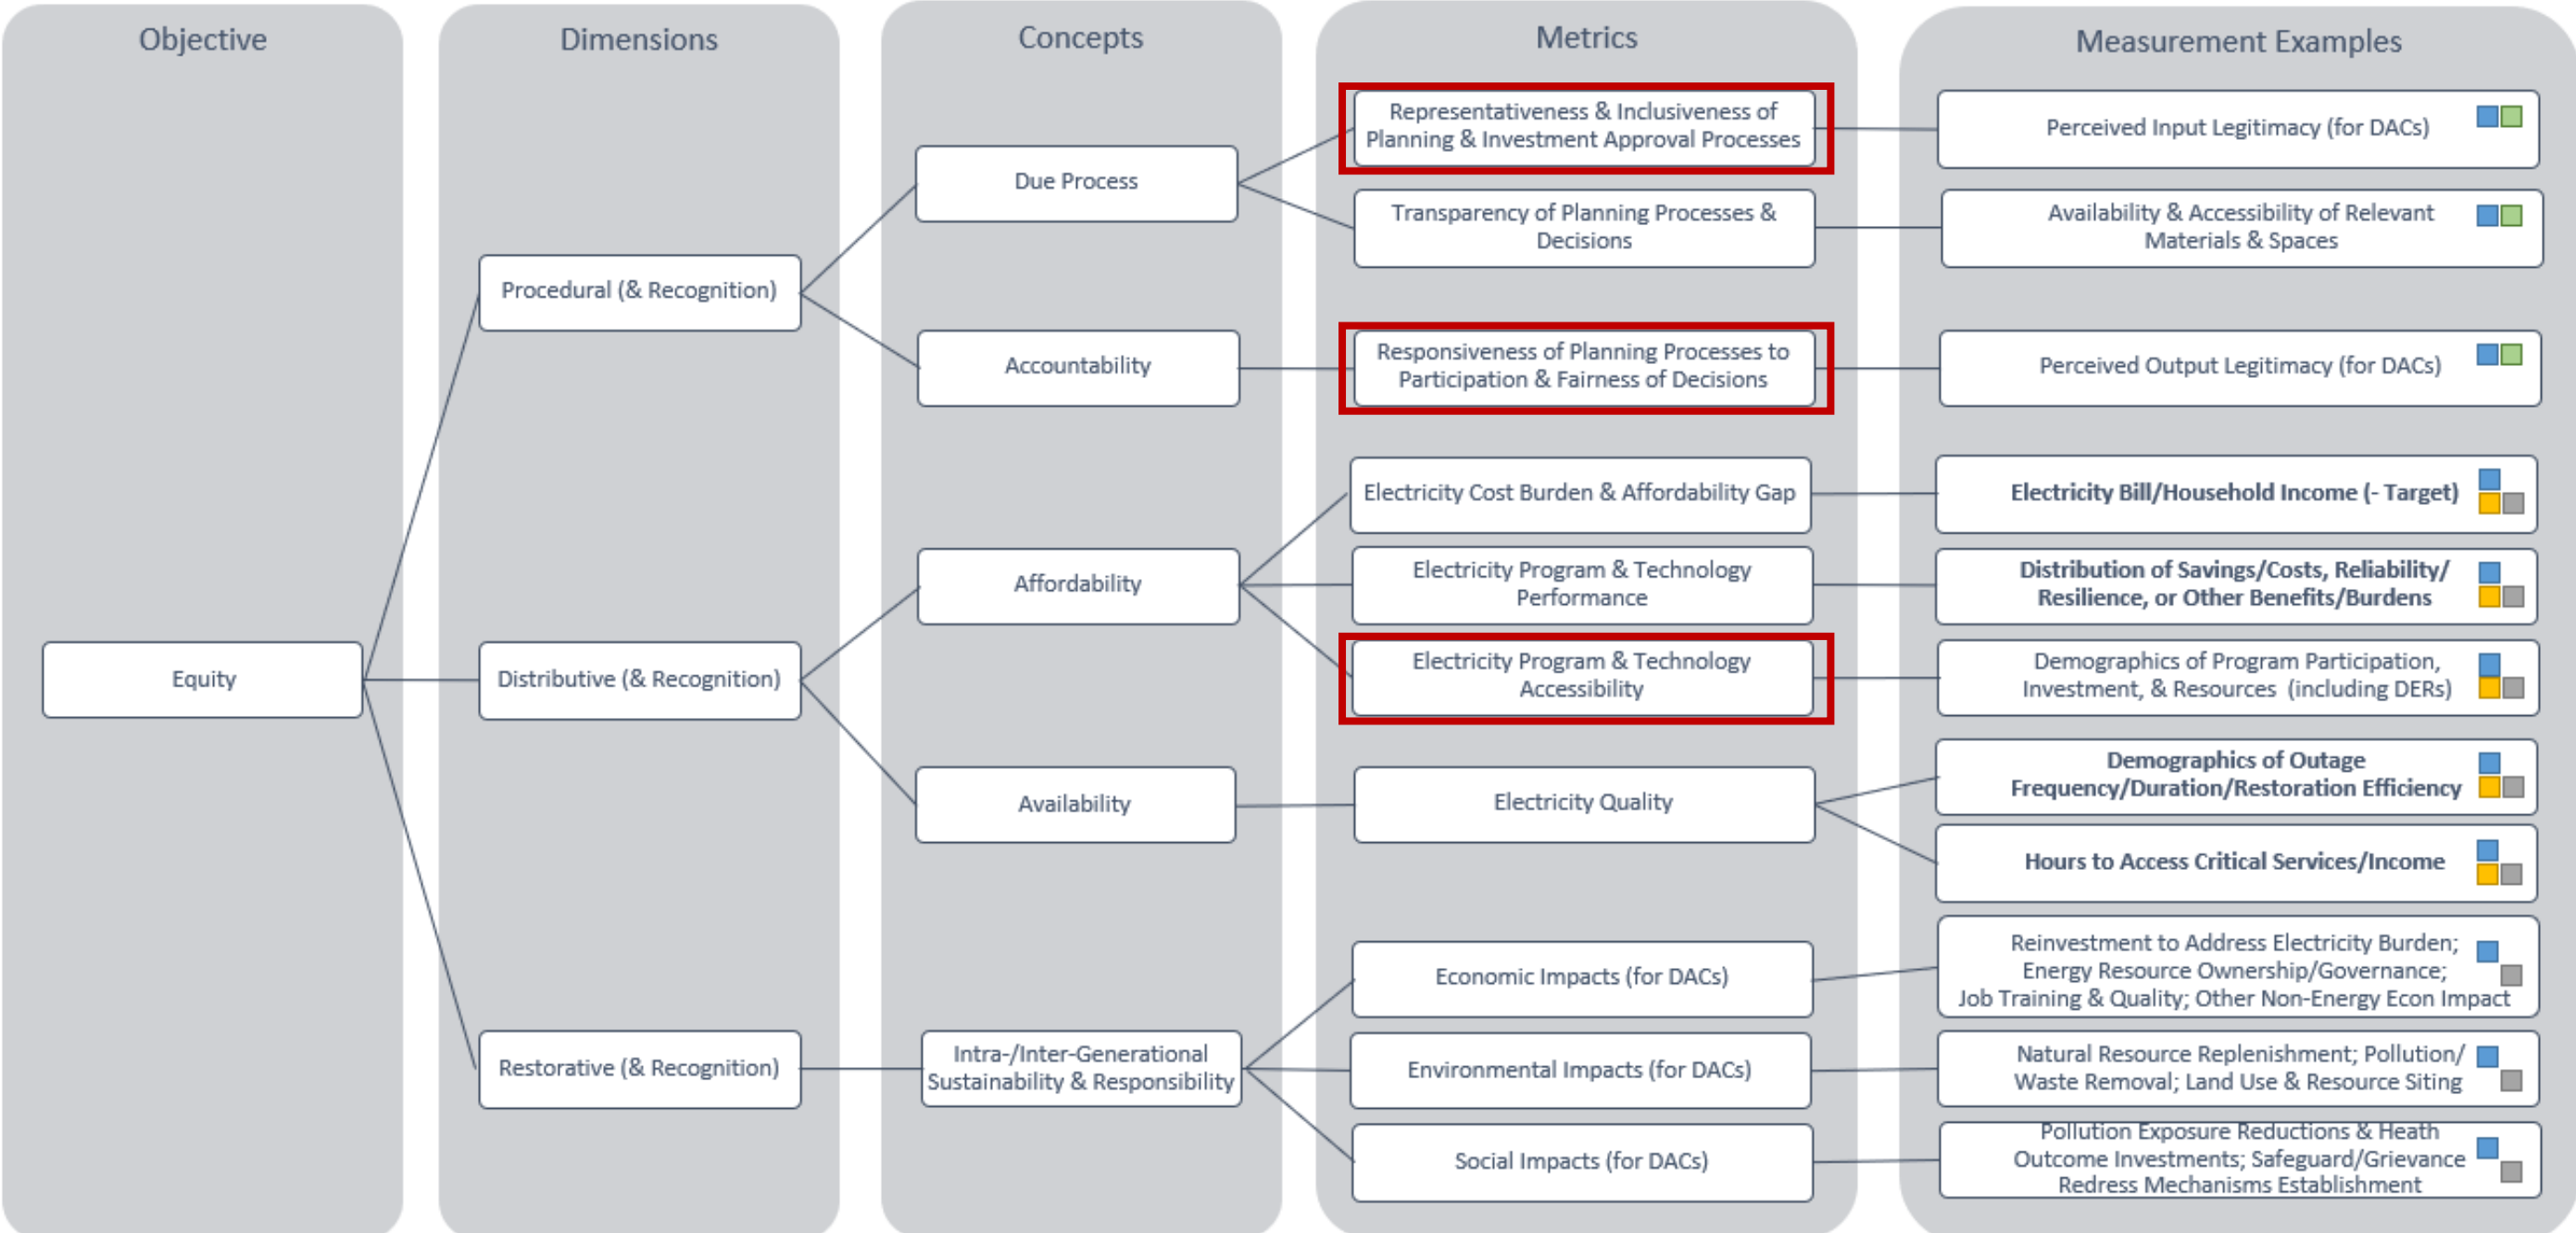 Objective
Dimensions
Concepts
Metrics
Measurement Examples
Equity
Procedural (& Recognition)
Distributive (& Recognition)
Restorative (& Recognition)
Due Process
Accountability
Affordability
Availability
Intra-/Inter-Generational
Sustainability & Responsibility
Representativeness & Inclusiveness of
Planning & Investment Approval Processes
Transparency of Planning Processes &
Decisions
Responsiveness of Planning Processes to
Participation & Fairness of Decisions
Electricity Cost Burden & Affordability Gap
Electricity Program & Technology
Performance
Electricity Program & Technology
Accessibility
Electricity Quality
Economic Impacts (for DACs)
Environmental Impacts (for DACs)
Social Impacts (for DACs)
Perceived Input Legitimacy (for DACs)
Availability & Accessibility of Relevant
Materials & Spaces
Perceived Output Legitimacy (for DACs)
Electricity Bill/Household Income (- Target)
Distribution of Savings/Costs, Reliability/
Resilience, or Other Benefits/Burdens
Demographics of Program Participation,
Investment, & Resources (including DERs)
Demographics of Outage
Frequency/Duration/Restoration Efficiency
Hours to Access Critical Services/Income
Reinvestment to Address Electricity Burden;
Energy Resource Ownership/Governance;
Job Training & Quality; Other Non-Energy Econ Impact
Natural Resource Replenishment; Pollution/
Waste Removal; Land Use & Resource Siting
Pollution Exposure Reductions & Heath
Outcome Investments; Safeguard/Grievance
Redress Mechanisms Establishment